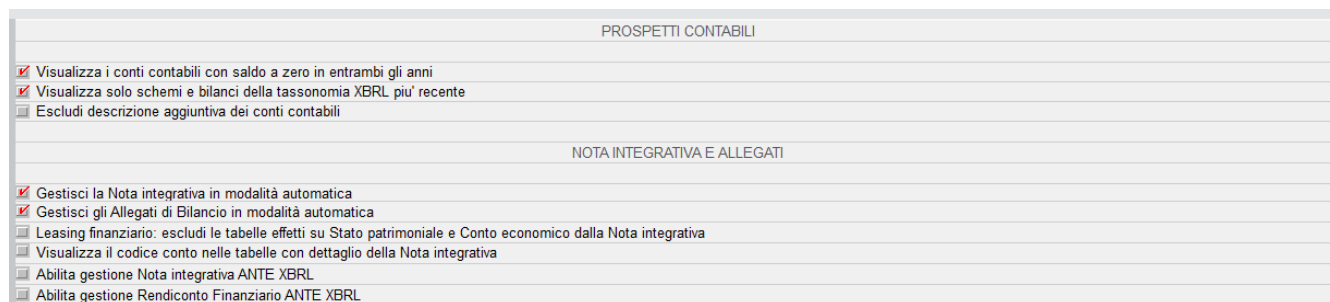 PROSPETTI CONTABILI
Visualizza i conti contabili con saldo a zero in entrambi gli anni
Visualizza solo schemi e bilanci della tassonomia XBRL piu' recente
Escludi descrizione aggiuntiva dei conti contabili
NOTA INTEGRATIVA E ALLEGATI
Gestisci la Nota integrativa in modalità automatica
Gestisci gli Allegati di Bilancio in modalità automatica
Leasing finanziario: escludi le tabelle effetti su Stato patrimoniale e Conto economico dalla Nota integrativa
Visualizza il codice conto nelle tabelle con dettaglio della Nota integrativa
Abilita gestione Nota integrativa ANTE XBRL
Abilita gestione Rendiconto Finanziario ANTE XBRL